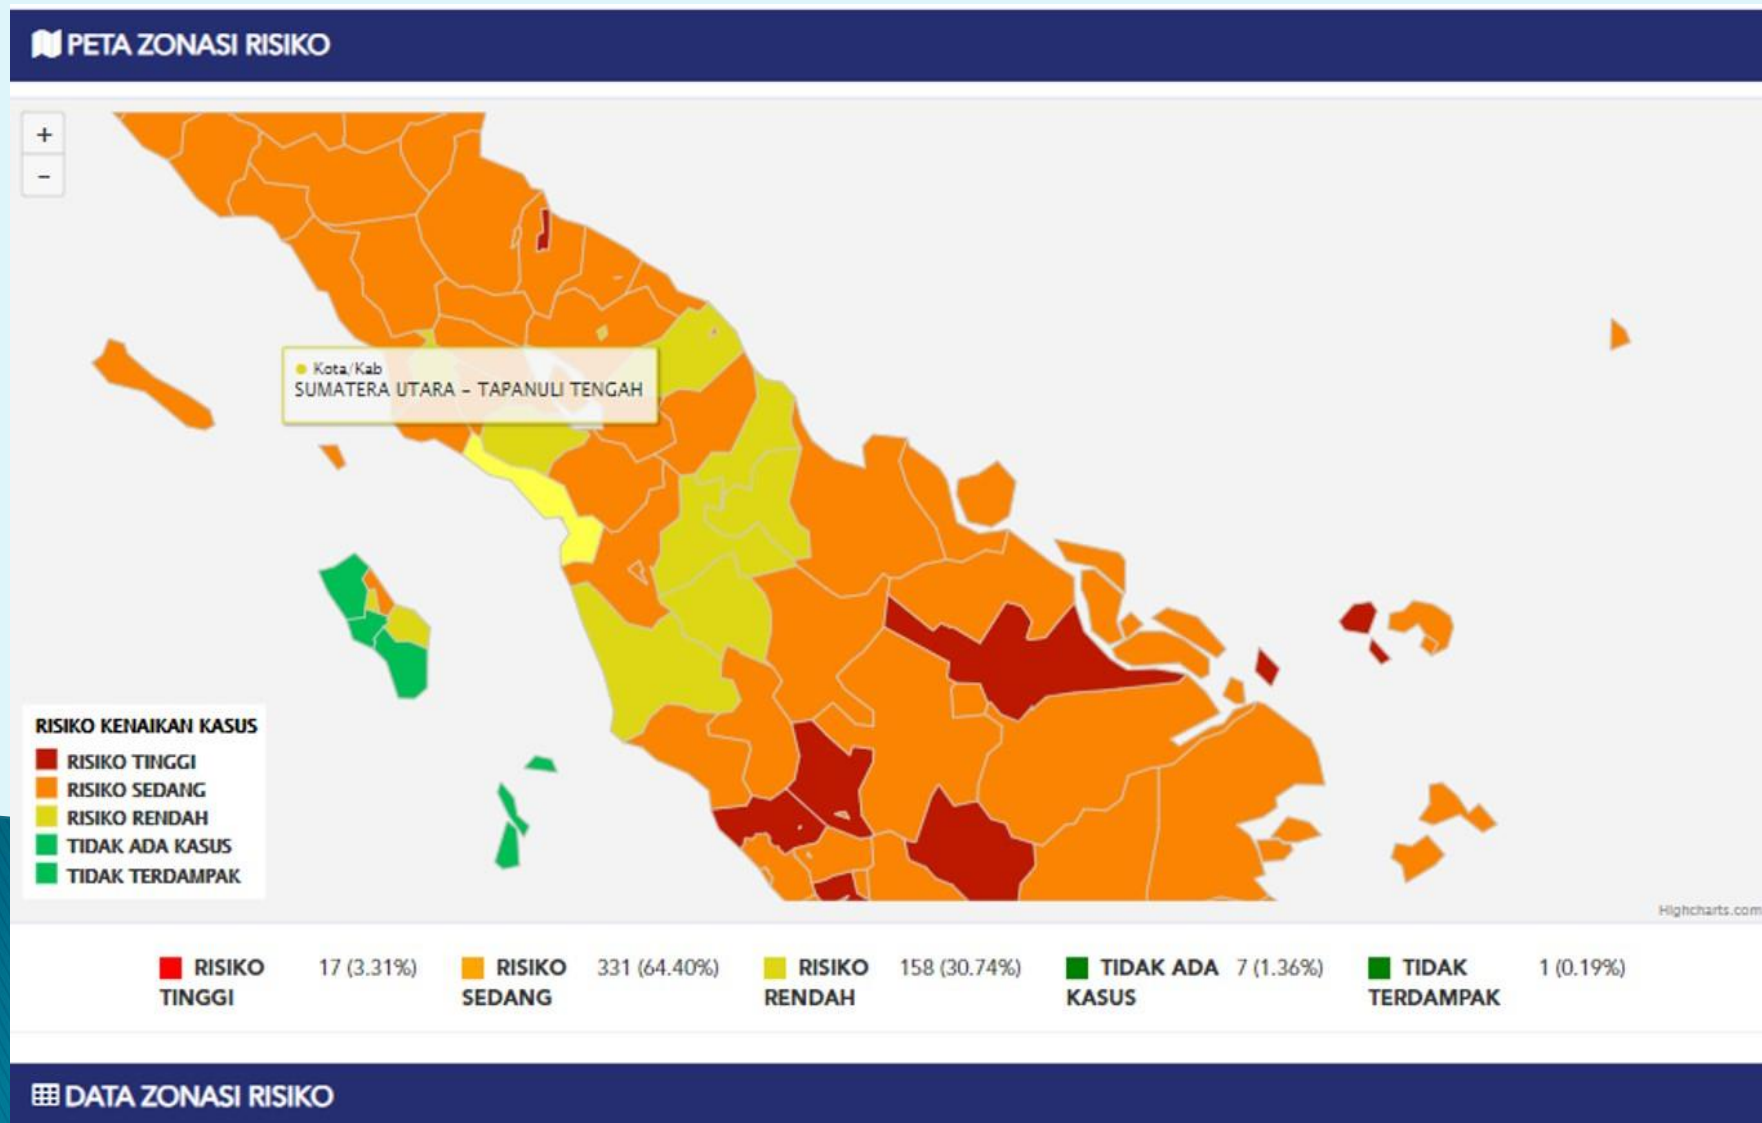 PETA ZONASI RISIKO
+
-
Kota/Kab
SUMATERA UTARA – TAPANULI TENGAH
RISIKO KENAIKAN KASUS
RISIKO TINGGI
RISIKO SEDANG
RISIKO RENDAH
TIDAK ADA KASUS
TIDAK TERDAMPAK
Highcharts.com
RISIKO TINGGI 17 (3.31%)
RISIKO SEDANG 331 (64.40%)
RISIKO RENDAH 158 (30.74%)
TIDAK ADA KASUS 7 (1.36%)
TIDAK TERDAMPAK 1 (0.19%)
DATA ZONASI RISIKO